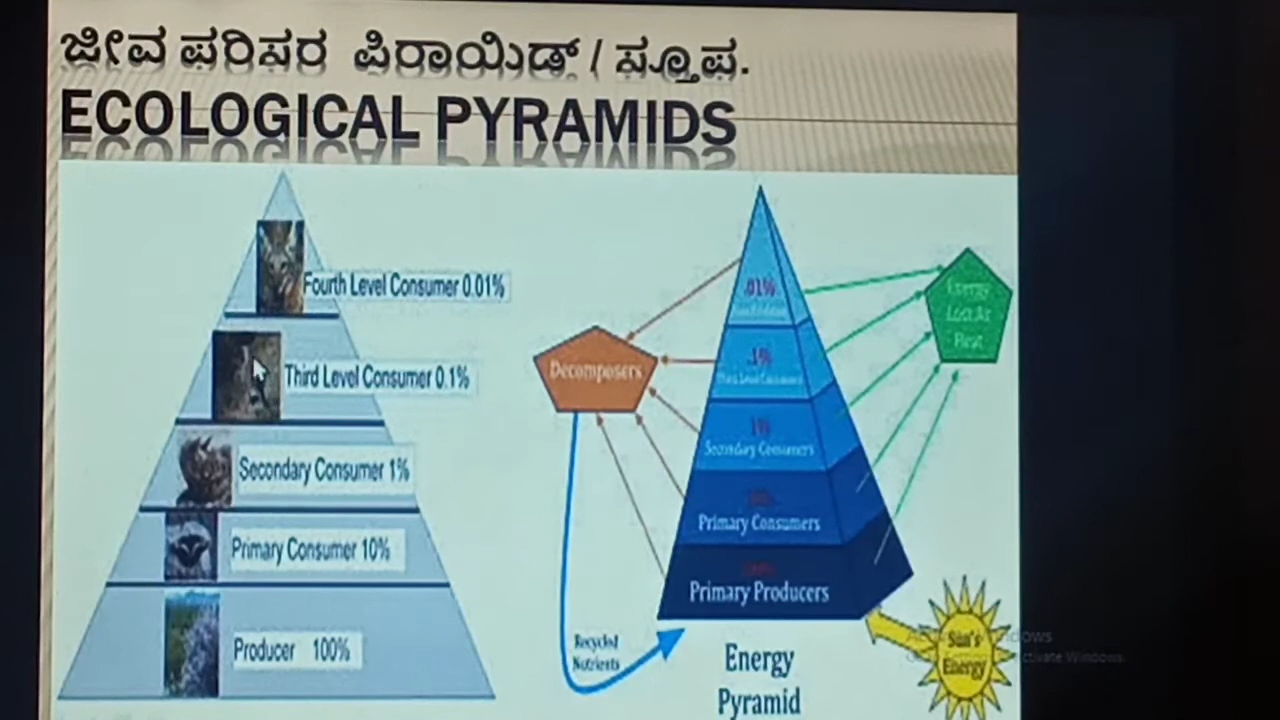 ಜೀವ ಪರಿಸರ ಪಿರಾಯಿಡ್ / ಸ್ತೂಪ.
ECOLOGICAL PYRAMIDS
Fourth Level Consumer 0.01%
Third Level Consumer 0.1%
Secondary Consumer 1%
Primary Consumer 10%
Producer 100%
.01%
.1%
Third Level Consumers
1%
Secondary Consumers
Primary Consumers
Primary Producers
Decomposers
Energy
Lost As
Heat
Recycled
Nutrients
Energy
Pyramid
Sun's
Energy